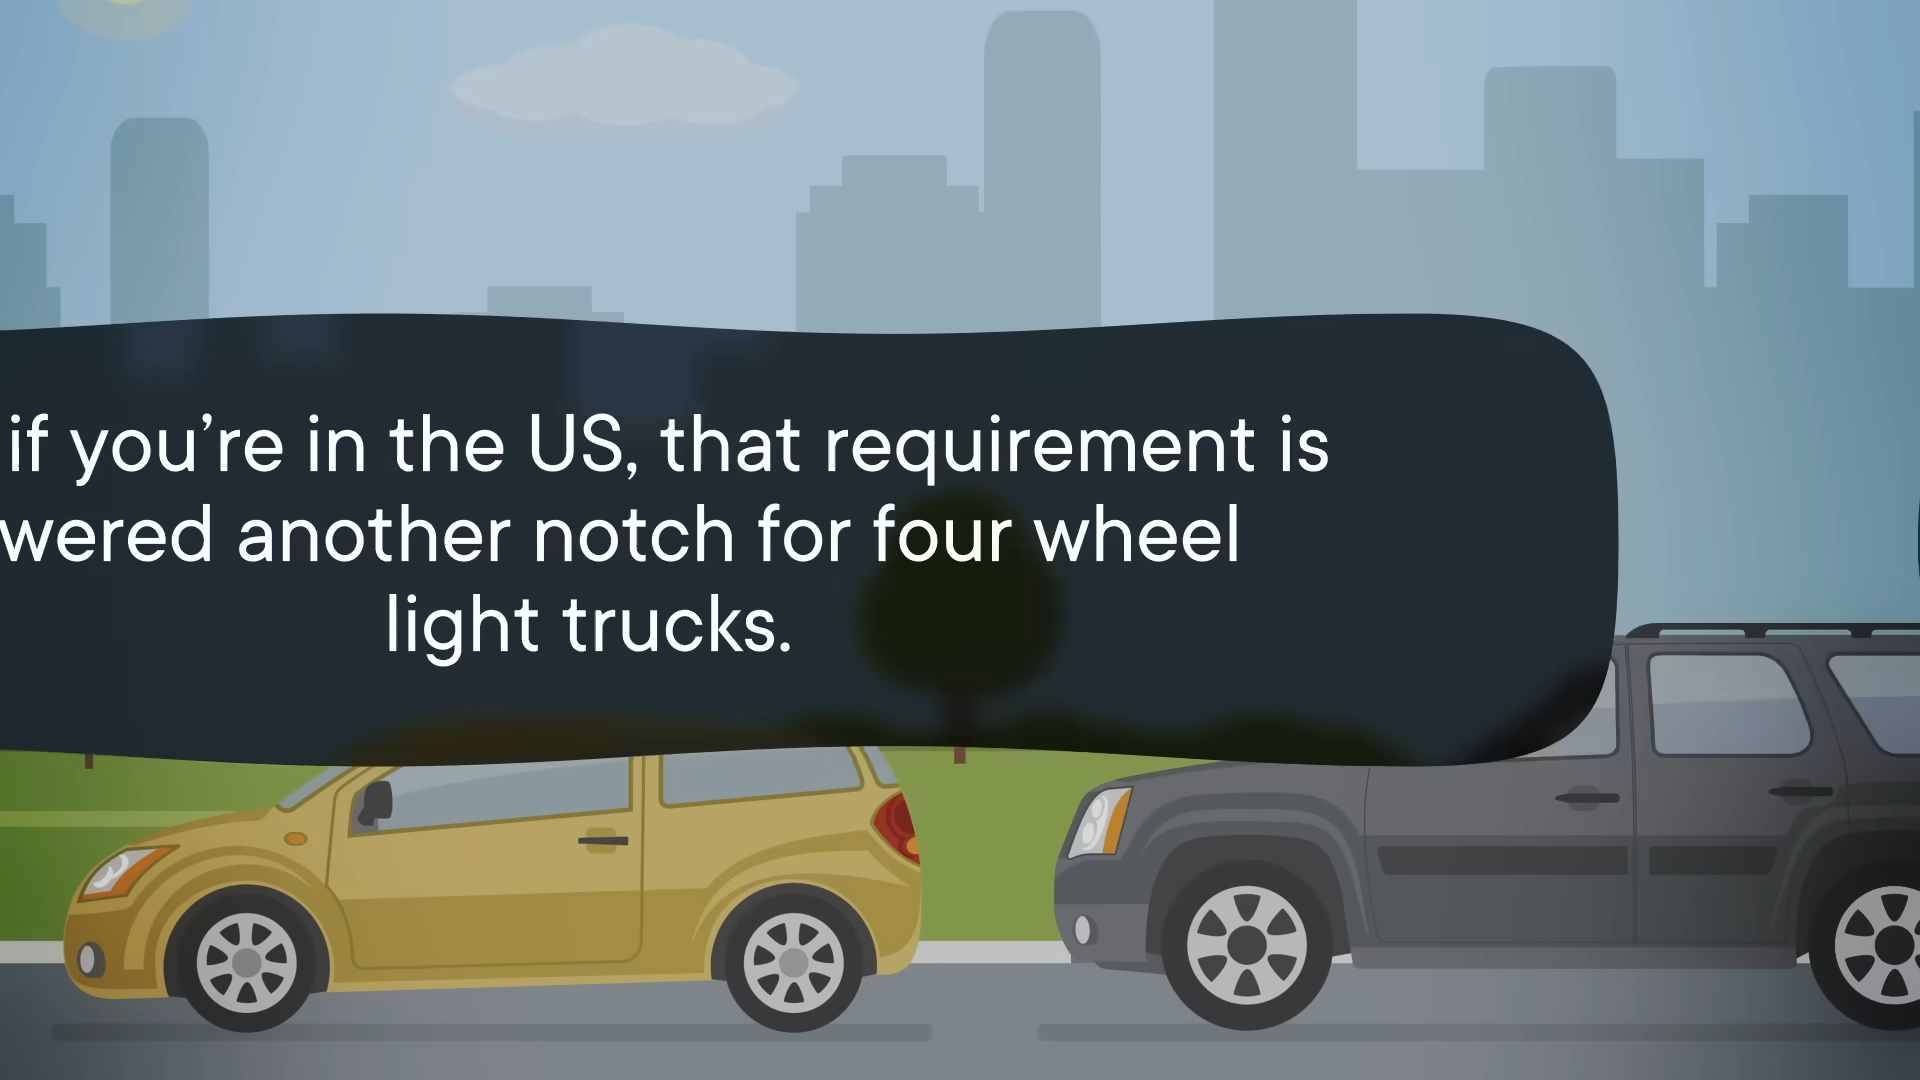 if you’re in the US, that requirement is
wered another notch for four wheel
light trucks.